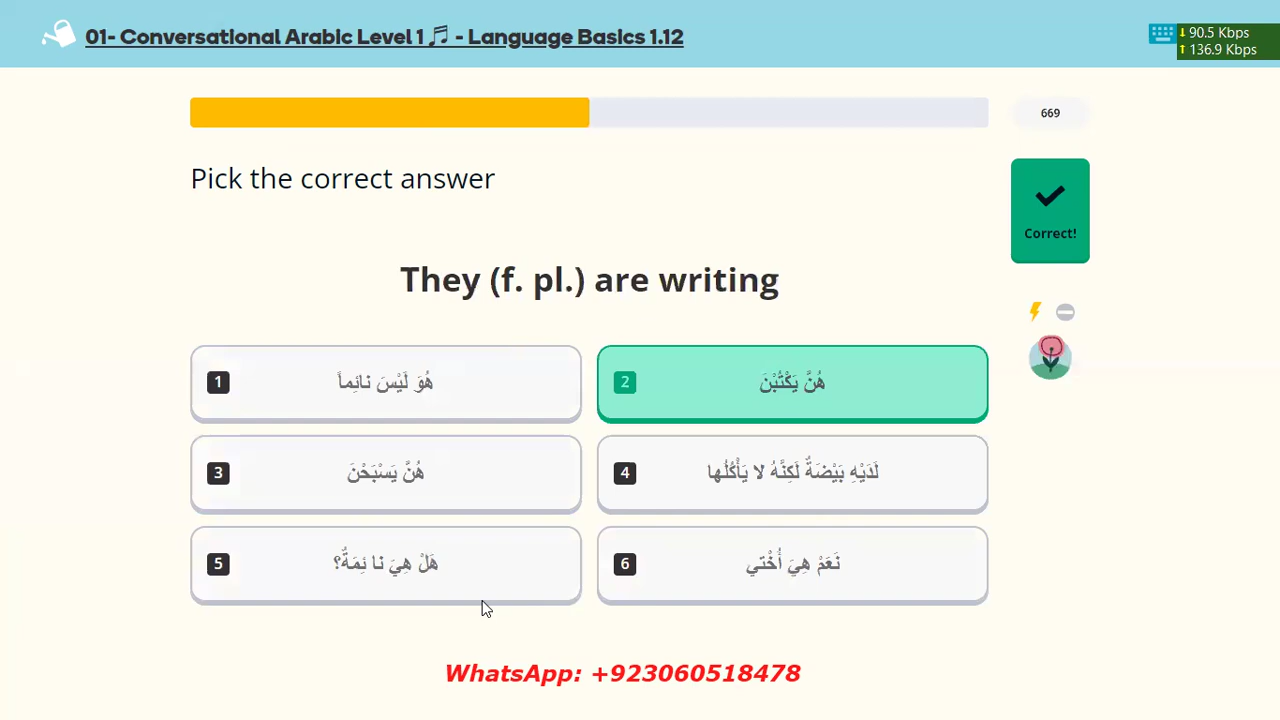 01- Conversational Arabic Level 1 🎵 - Language Basics 1.12
90.5 Kbps
136.9 Kbps
669
Pick the correct answer
Correct!
They (f. pl.) are writing
1 هُوَ لَيْسَ نائِماً
2 هُنَّ يَكْتُبْنَ
3 هُنَّ يَسْبَحْنَ
4 لَدَيْهِ بَيْضَةٌ لَكِنَّهُ لا يَأْكُلُها
5 هَلْ هِيَ نا ئِمَةٌ؟
6 نَعَمْ هِيَ أُخْتي
WhatsApp: +923060518478